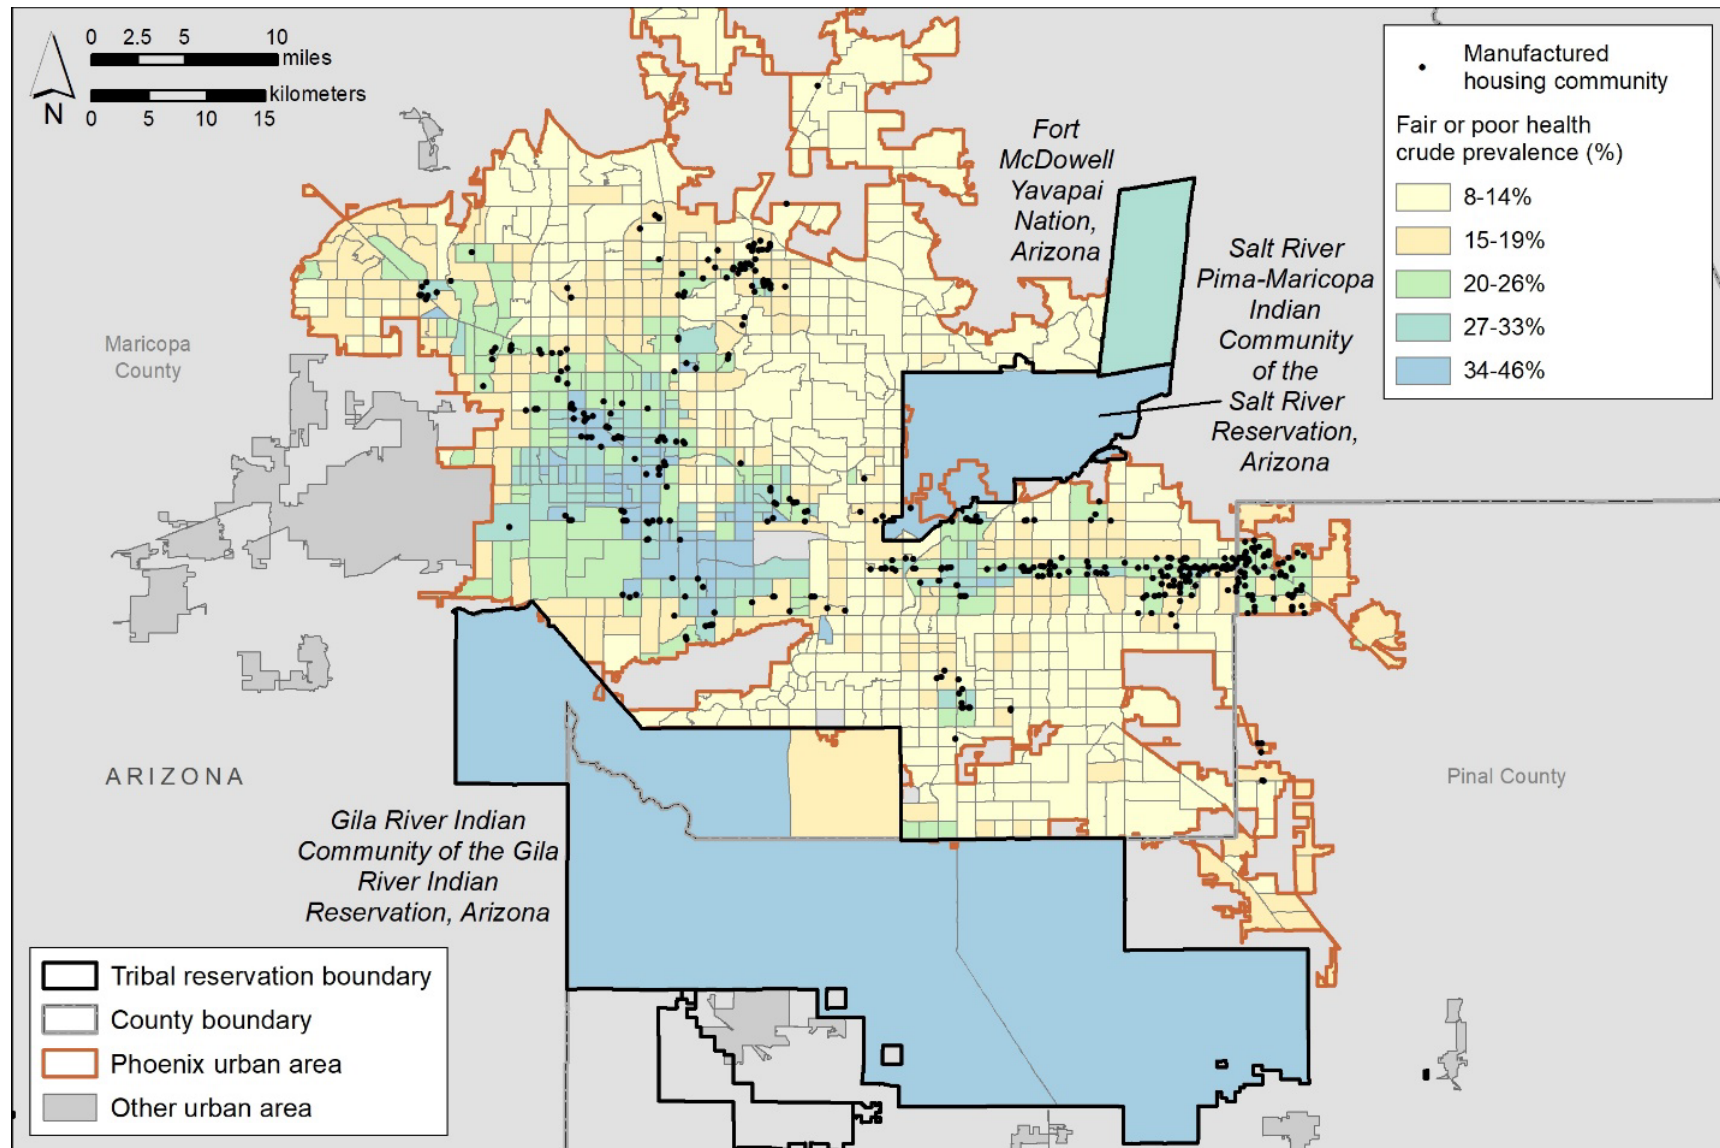 0 2.5 5 10
miles
kilometers
0 5 10 15
N
Manufactured
housing community
Fair or poor health
crude prevalence (%)
8-14%
15-19%
20-26%
27-33%
34-46%
Fort
McDowell
Yavapai
Nation,
Arizona
Salt River
Pima-Maricopa
Indian
Community
of the
Salt River
Reservation,
Arizona
Maricopa
County
ARIZONA
Pinal County
Gila River Indian
Community of the Gila
River Indian
Reservation, Arizona
Tribal reservation boundary
County boundary
Phoenix urban area
Other urban area